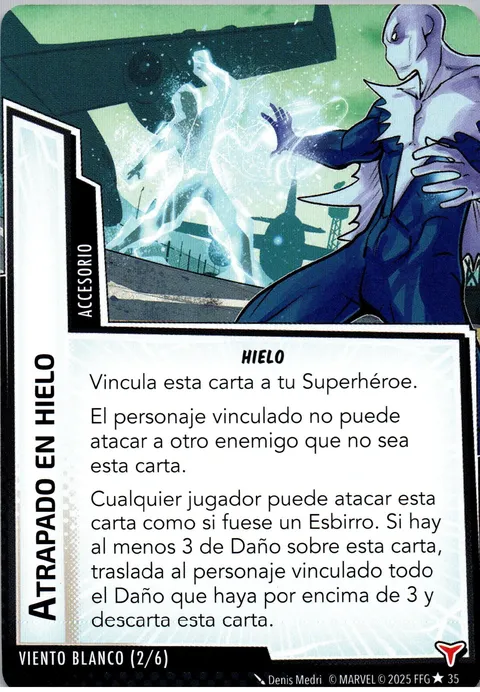 ACCESORIO
ATRAPADO EN HIELO
HIELO
Vincula esta carta a tu Superhéroe.
El personaje vinculado no puede
atacar a otro enemigo que no sea
esta carta.
Cualquier jugador puede atacar esta
carta como si fuese un Esbirro. Si hay
al menos 3 de Daño sobre esta carta,
traslada al personaje vinculado todo
el Daño que haya por encima de 3 y
descarta esta carta.
VIENTO BLANCO (2/6)
Denis Medri © MARVEL © 2025 FFG ★ 35